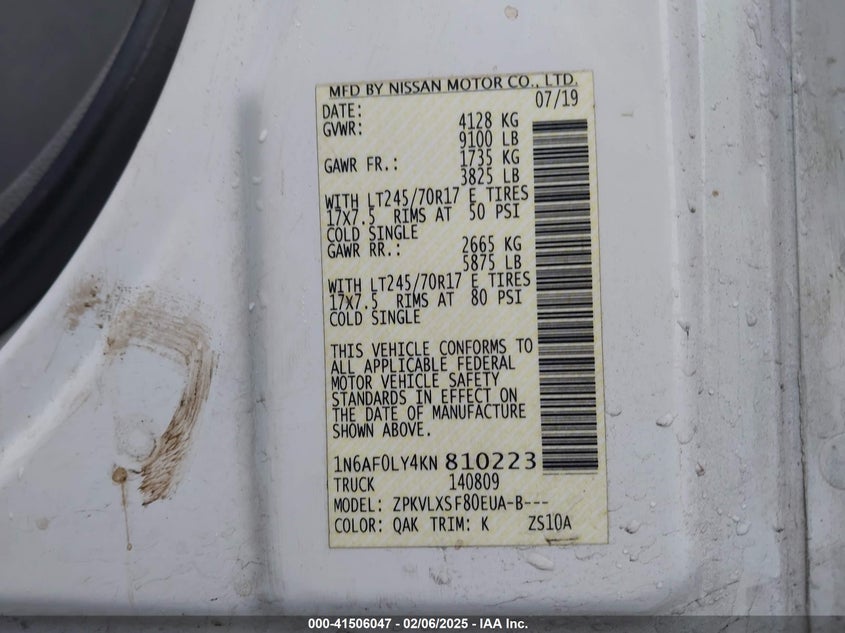 MFD BY NISSAN MOTOR CO., LTD.
DATE: 07/19
GVWR: 4128 KG
9100 LB
GAWR FR.: 1735 KG
3825 LB
WITH LT245/70R17 E TIRES
17X7.5 RIMS AT 50 PSI
COLD SINGLE
GAWR RR.: 2665 KG
5875 LB
WITH LT245/70R17 E TIRES
17X7.5 RIMS AT 80 PSI
COLD SINGLE
THIS VEHICLE CONFORMS TO
ALL APPLICABLE FEDERAL
MOTOR VEHICLE SAFETY
STANDARDS IN EFFECT ON
THE DATE OF MANUFACTURE
SHOWN ABOVE.
1N6AF0LY4KN 810223
TRUCK 140809
MODEL: ZPKVLXSF80EUA-B---
COLOR: QAK TRIM: K ZS10A
000-41506047 - 02/06/2025 - IAA Inc.